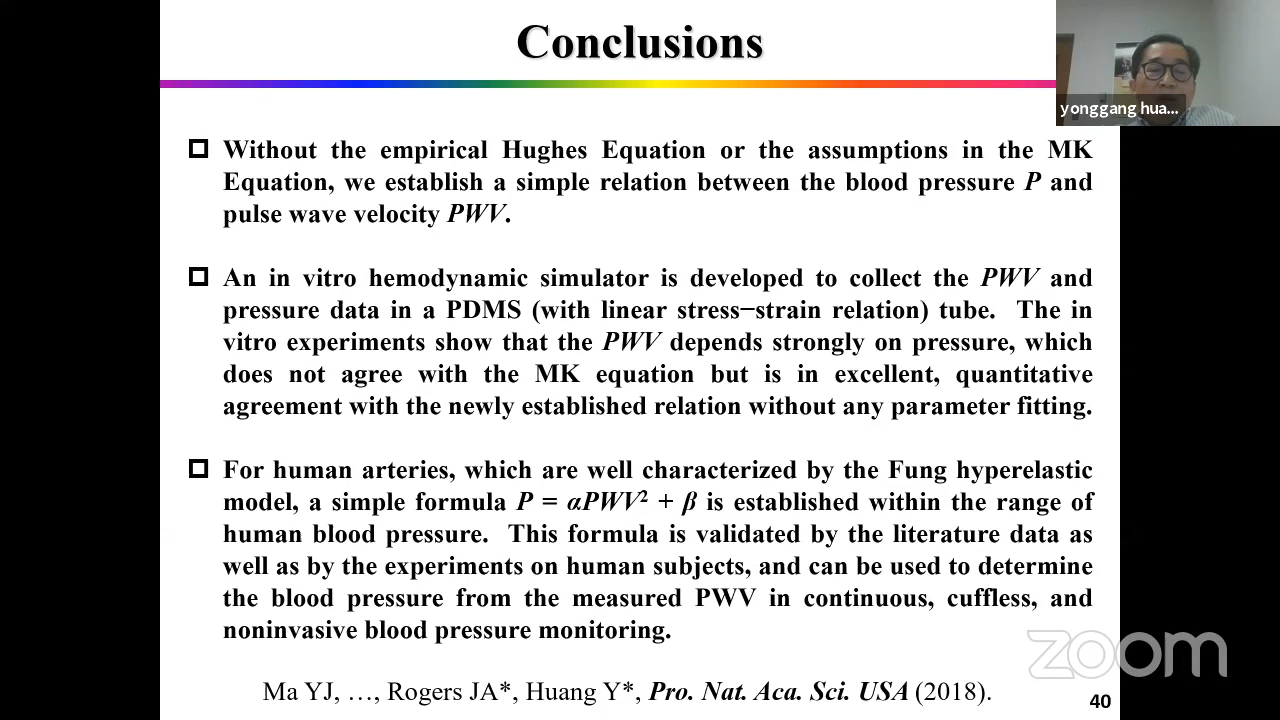 Conclusions
yonggang hua...
Without the empirical Hughes Equation or the assumptions in the MK
Equation, we establish a simple relation between the blood pressure P and
pulse wave velocity PWV.
An in vitro hemodynamic simulator is developed to collect the PWV and
pressure data in a PDMS (with linear stress−strain relation) tube. The in
vitro experiments show that the PWV depends strongly on pressure, which
does not agree with the MK equation but is in excellent, quantitative
agreement with the newly established relation without any parameter fitting.
For human arteries, which are well characterized by the Fung hyperelastic
model, a simple formula P = αPWV² + β is established within the range of
human blood pressure. This formula is validated by the literature data as
well as by the experiments on human subjects, and can be used to determine
the blood pressure from the measured PWV in continuous, cuffless, and
noninvasive blood pressure monitoring.
zoom
Ma YJ, …, Rogers JA*, Huang Y*, Pro. Nat. Aca. Sci. USA (2018).
40